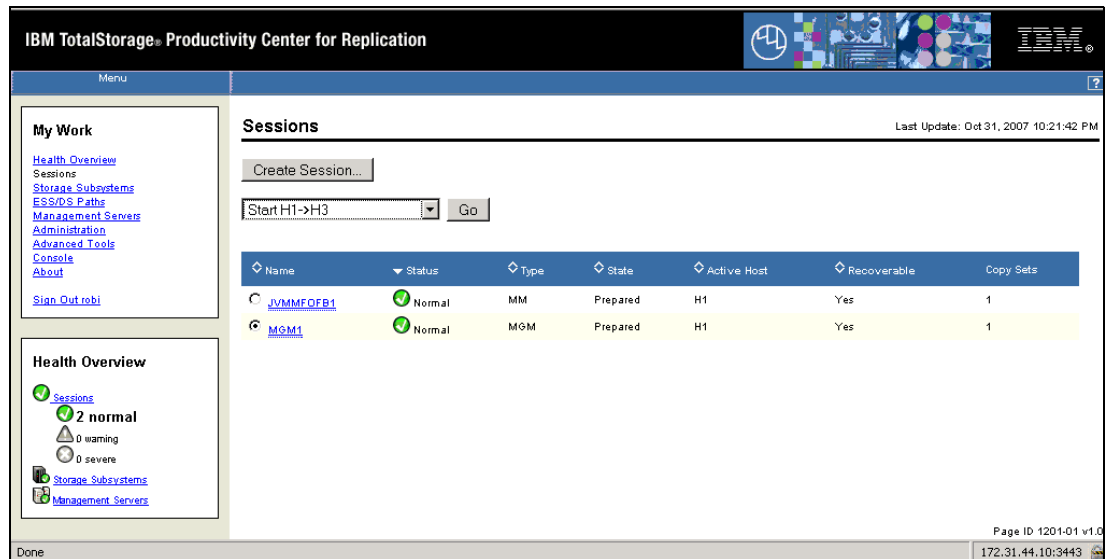 IBM TotalStorage® Productivity Center for Replication
IBM®
Menu
?
My Work
Health Overview
Sessions
Storage Subsystems
ESS/DS Paths
Management Servers
Administration
Advanced Tools
Console
About
Sign Out robi
Health Overview
Sessions
2 normal
0 warning
0 severe
Storage Subsystems
Management Servers
Sessions
Last Update: Oct 31, 2007 10:21:42 PM
Create Session...
Start H1->H3 Go
Name Status Type State Active Host Recoverable Copy Sets
JVMMFOFB1 Normal MM Prepared H1 Yes 1
MGM1 Normal MGM Prepared H1 Yes 1
Page ID 1201-01 v1.0
Done
172.31.44.10:3443